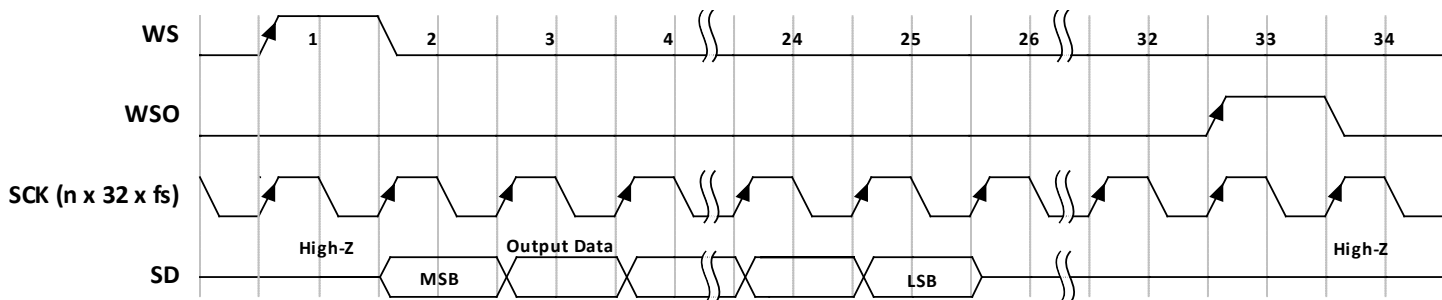 WS 1 2 3 4 24 25 26 32 33 34
WSO
SCK (n x 32 x fs)
High-Z Output Data High-Z
SD MSB LSB